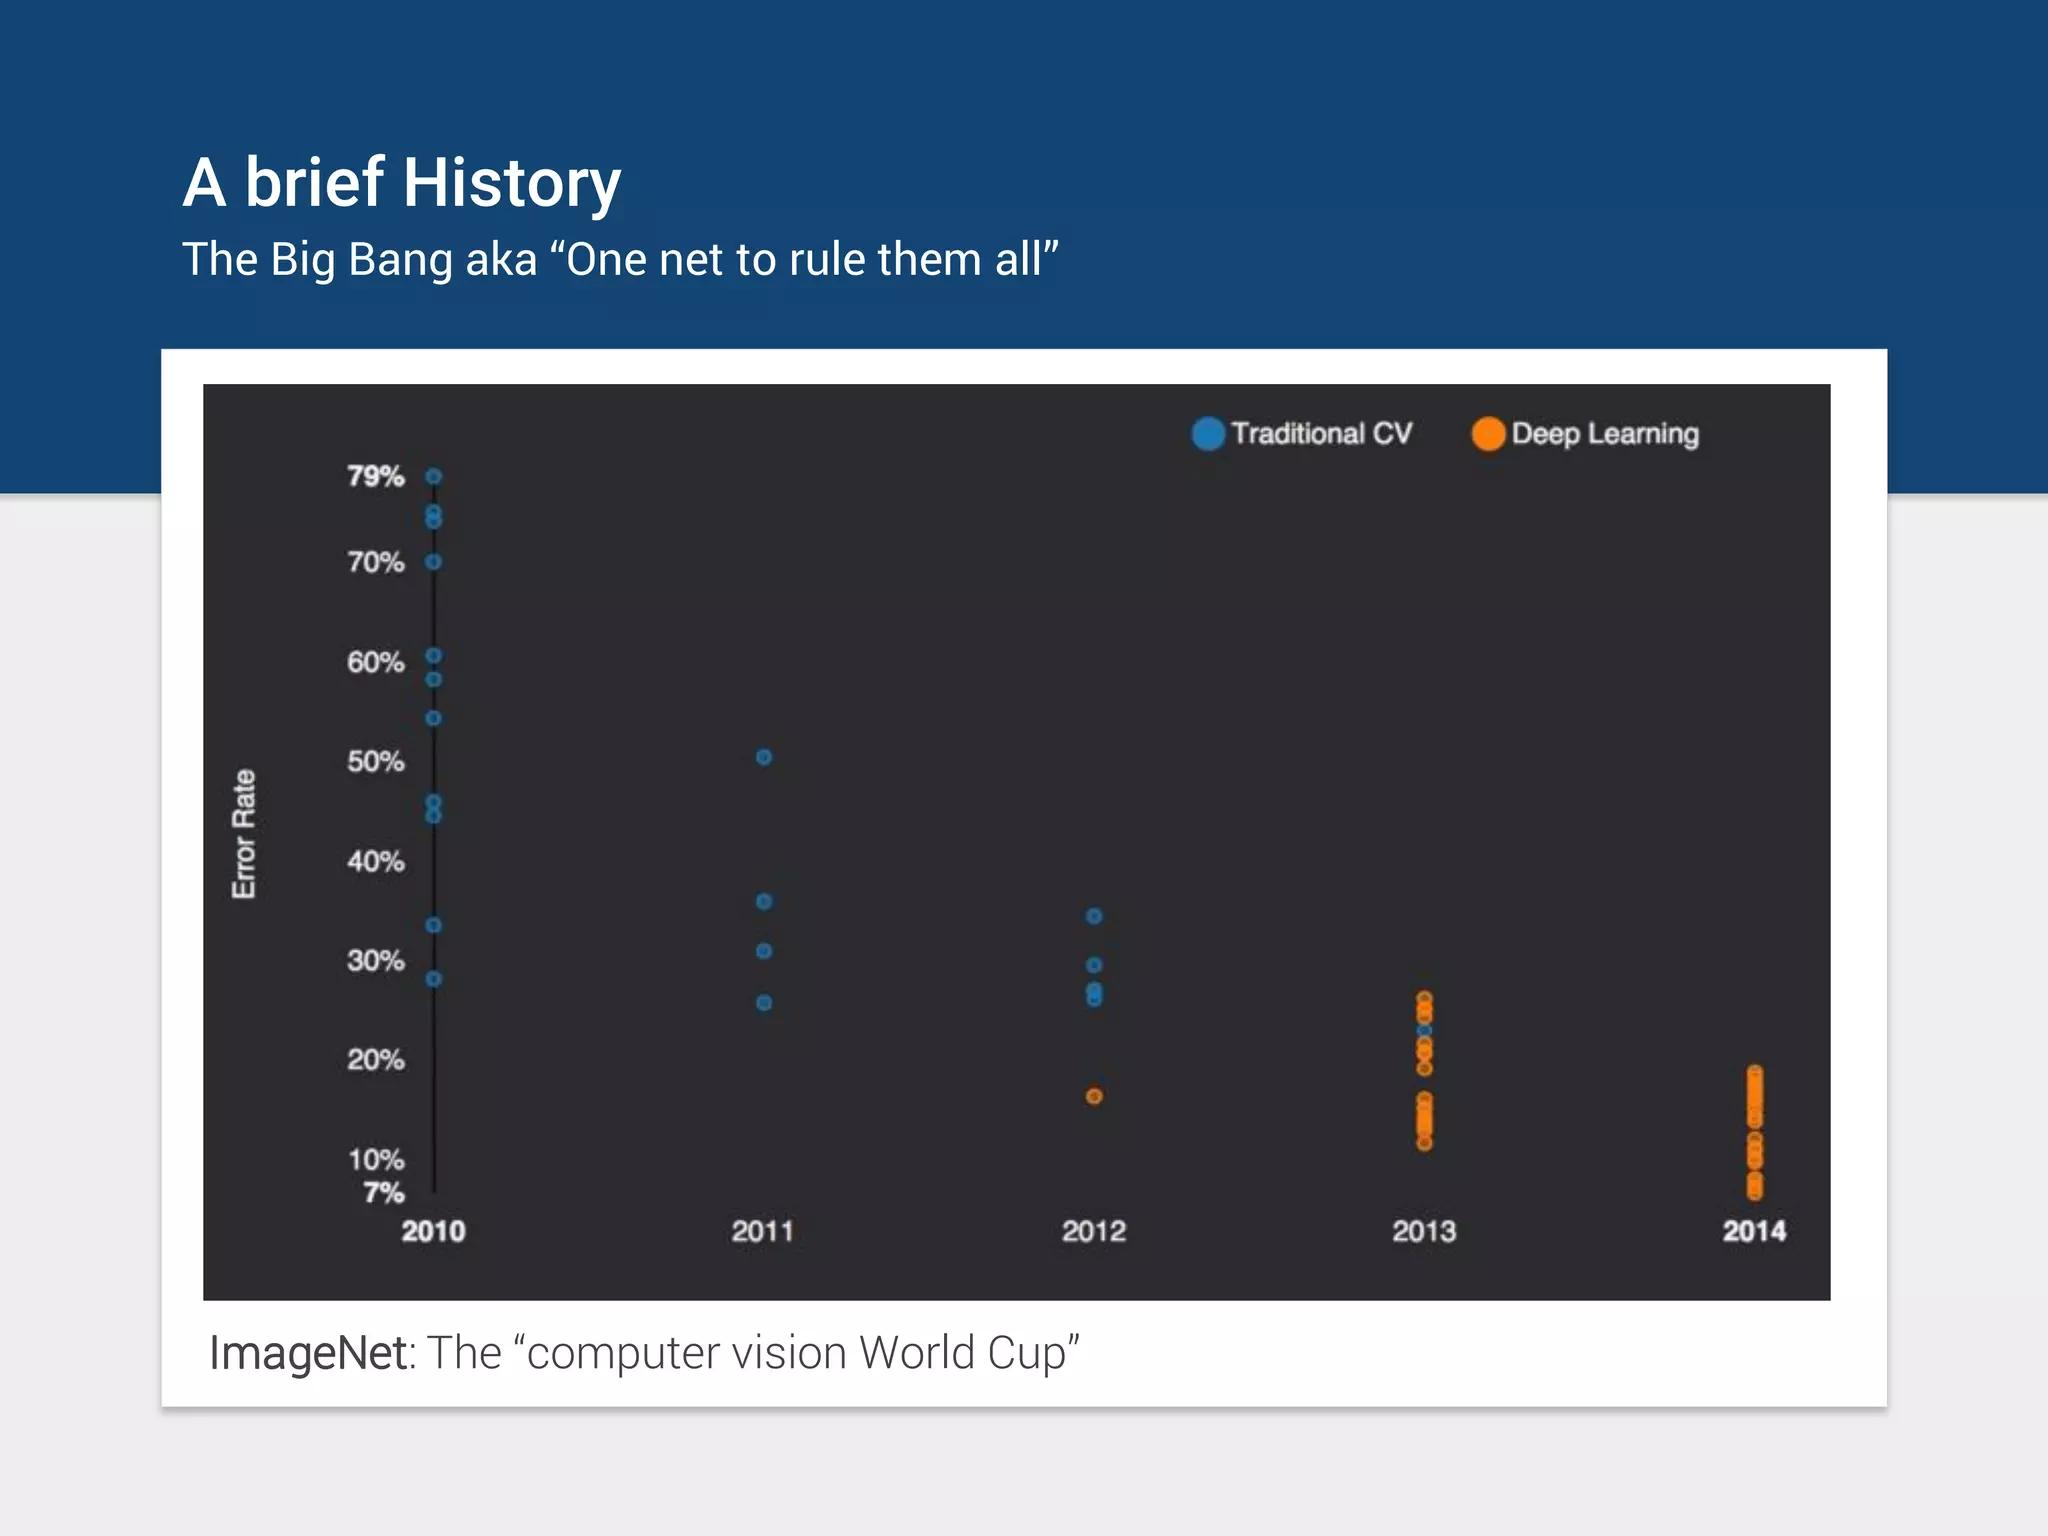 A brief History
The Big Bang aka “One net to rule them all”
Traditional CV
Deep Learning
79%
70%
60%
50%
40%
30%
20%
10%
7%
Error Rate
2010
2011
2012
2013
2014
ImageNet: The “computer vision World Cup”